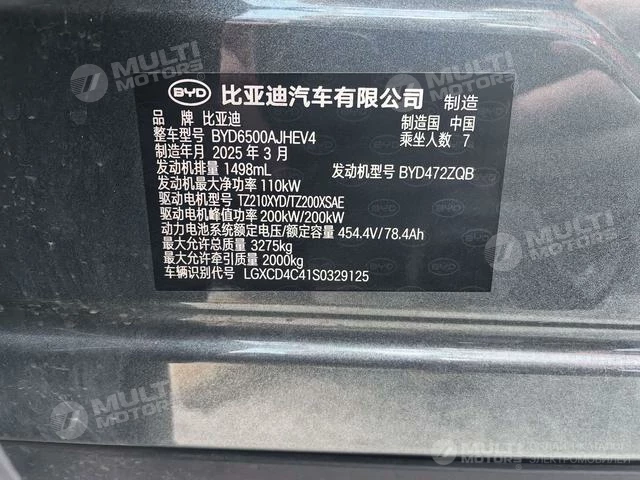 BYD 比亚迪汽车有限公司 制造
品 牌 比亚迪 制造国 中国
整车型号 BYD6500AJHEV4 乘坐人数 7
制造年月 2025 年 3 月
发动机排量 1498mL 发动机型号 BYD472ZQB
发动机最大净功率 110kW
驱动电机型号 TZ210XYD/TZ200XSAE
驱动电机峰值功率 200kW/200kW
动力电池系统额定电压/额定容量 454.4V/78.4Ah
最大允许总质量 3275kg
最大允许牵引质量 2000kg
车辆识别代号 LGXCD4C41S0329125
MULTI MOTORS
MULTI MOTORS
MULTI MOTORS
MULTI MOTORS
MULTI MOTORS